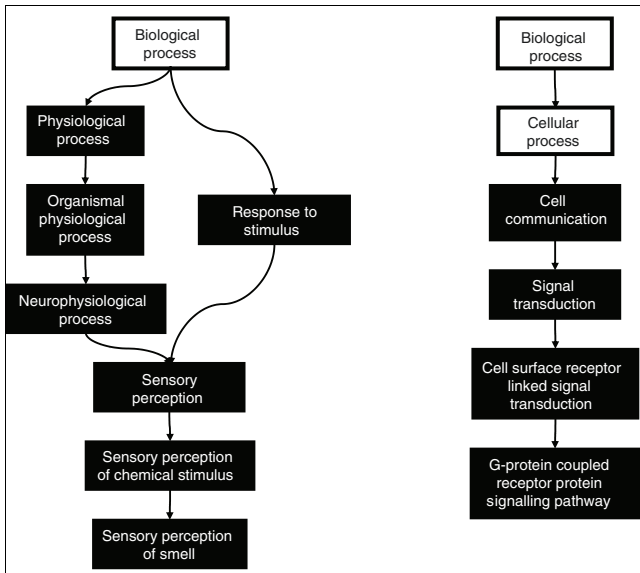 Biological
process
Physiological
process
Organismal
physiological
process
Response to
stimulus
Neurophysiological
process
Sensory
perception
Sensory perception
of chemical stimulus
Sensory perception
of smell
Biological
process
Cellular
process
Cell
communication
Signal
transduction
Cell surface receptor
linked signal
transduction
G-protein coupled
receptor protein
signalling pathway